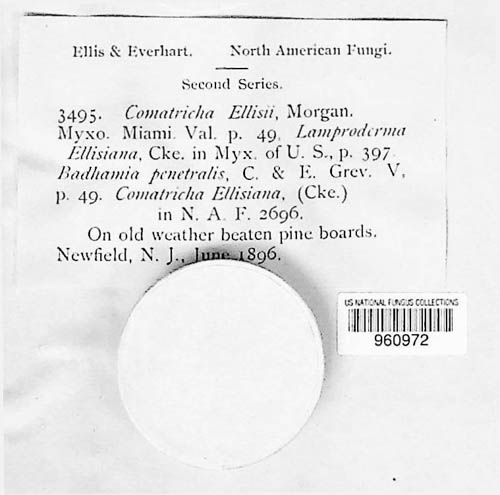 Ellis & Everhart. North American Fungi.
Second Series.
3495. Comatricha Ellisii, Morgan.
Myxo. Miami Val. p. 49, Lamproderma
Ellisiana, Cke. in Myx. of U. S., p. 397.
Badhamia penetralis, C. & E. Grev. V,
p. 49. Comatricha Ellisiana, (Cke.)
in N. A. F. 2696.
On old weather beaten pine boards.
Newfield, N. J., June 1896.
US NATIONAL FUNGUS COLLECTIONS
960972